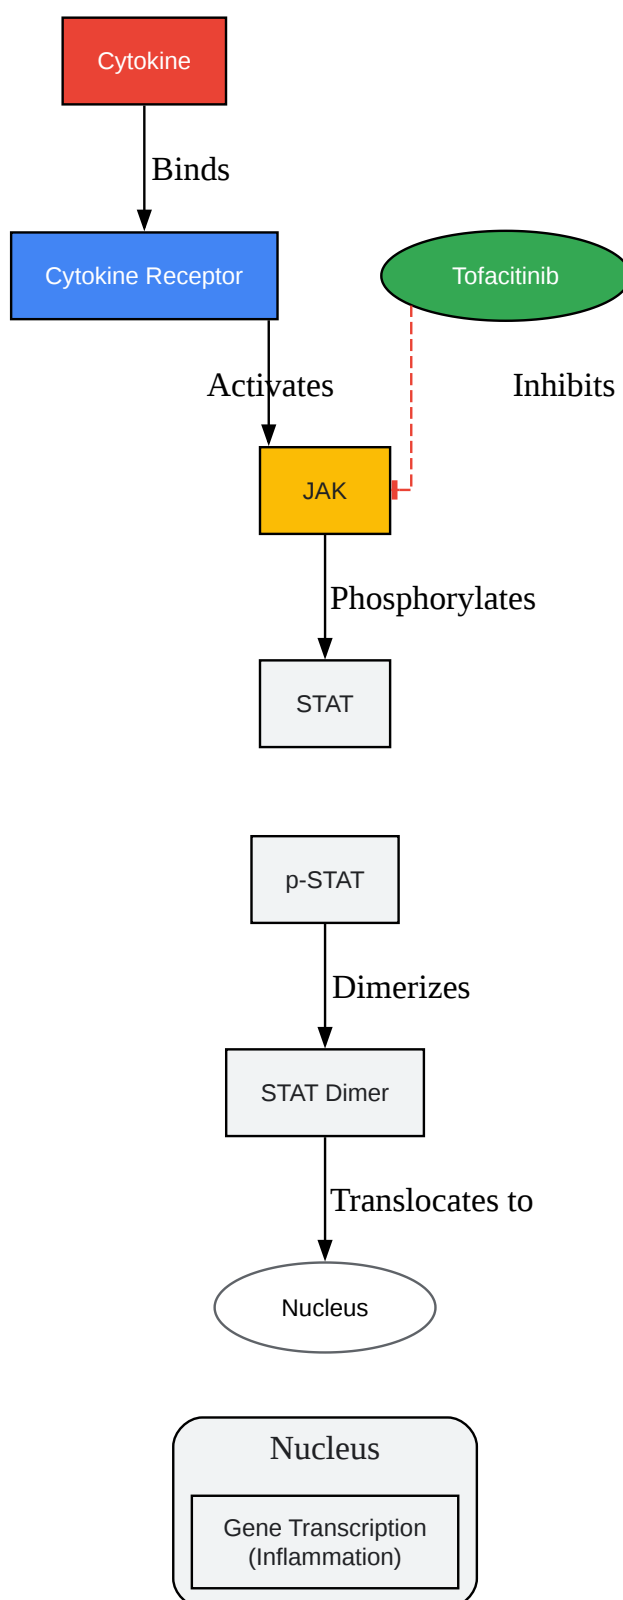 Cytokine
Binds
Cytokine Receptor
Tofacitinib
Activates
Inhibits
JAK
Phosphorylates
STAT
p-STAT
Dimerizes
STAT Dimer
Translocates to
Nucleus
Nucleus
Gene Transcription
(Inflammation)